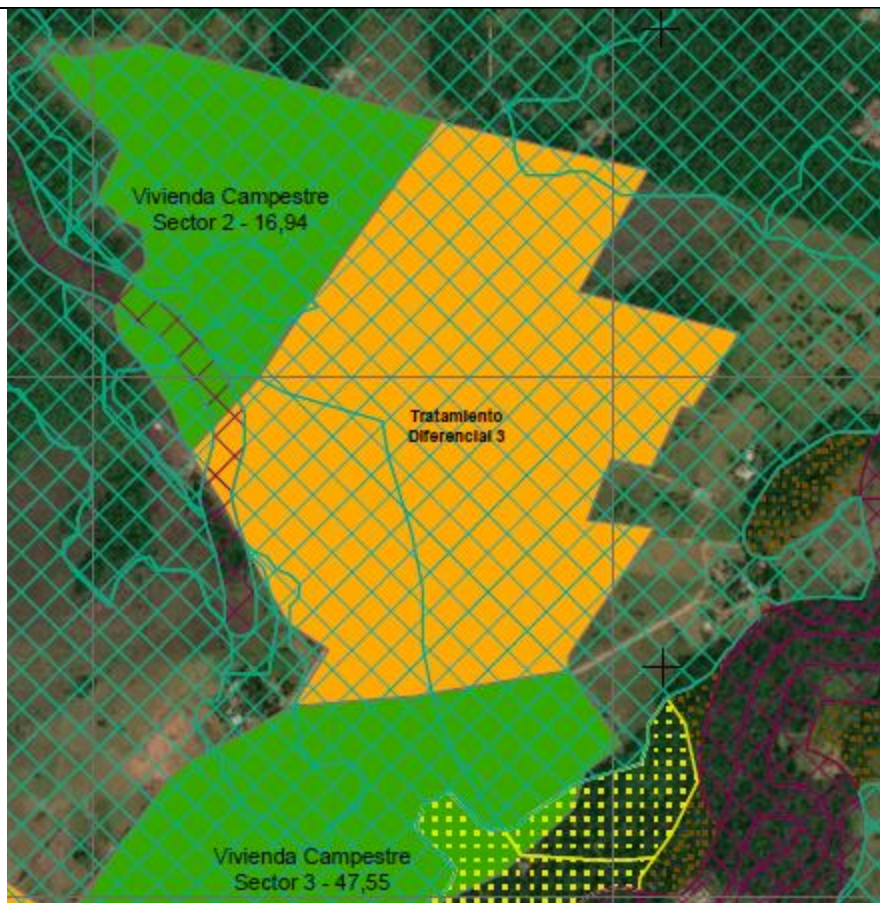 Vivienda Campestre
Sector 2 - 16,94
Tratamiento
Diferencial 3
Vivienda Campestre
Sector 3 - 47,55